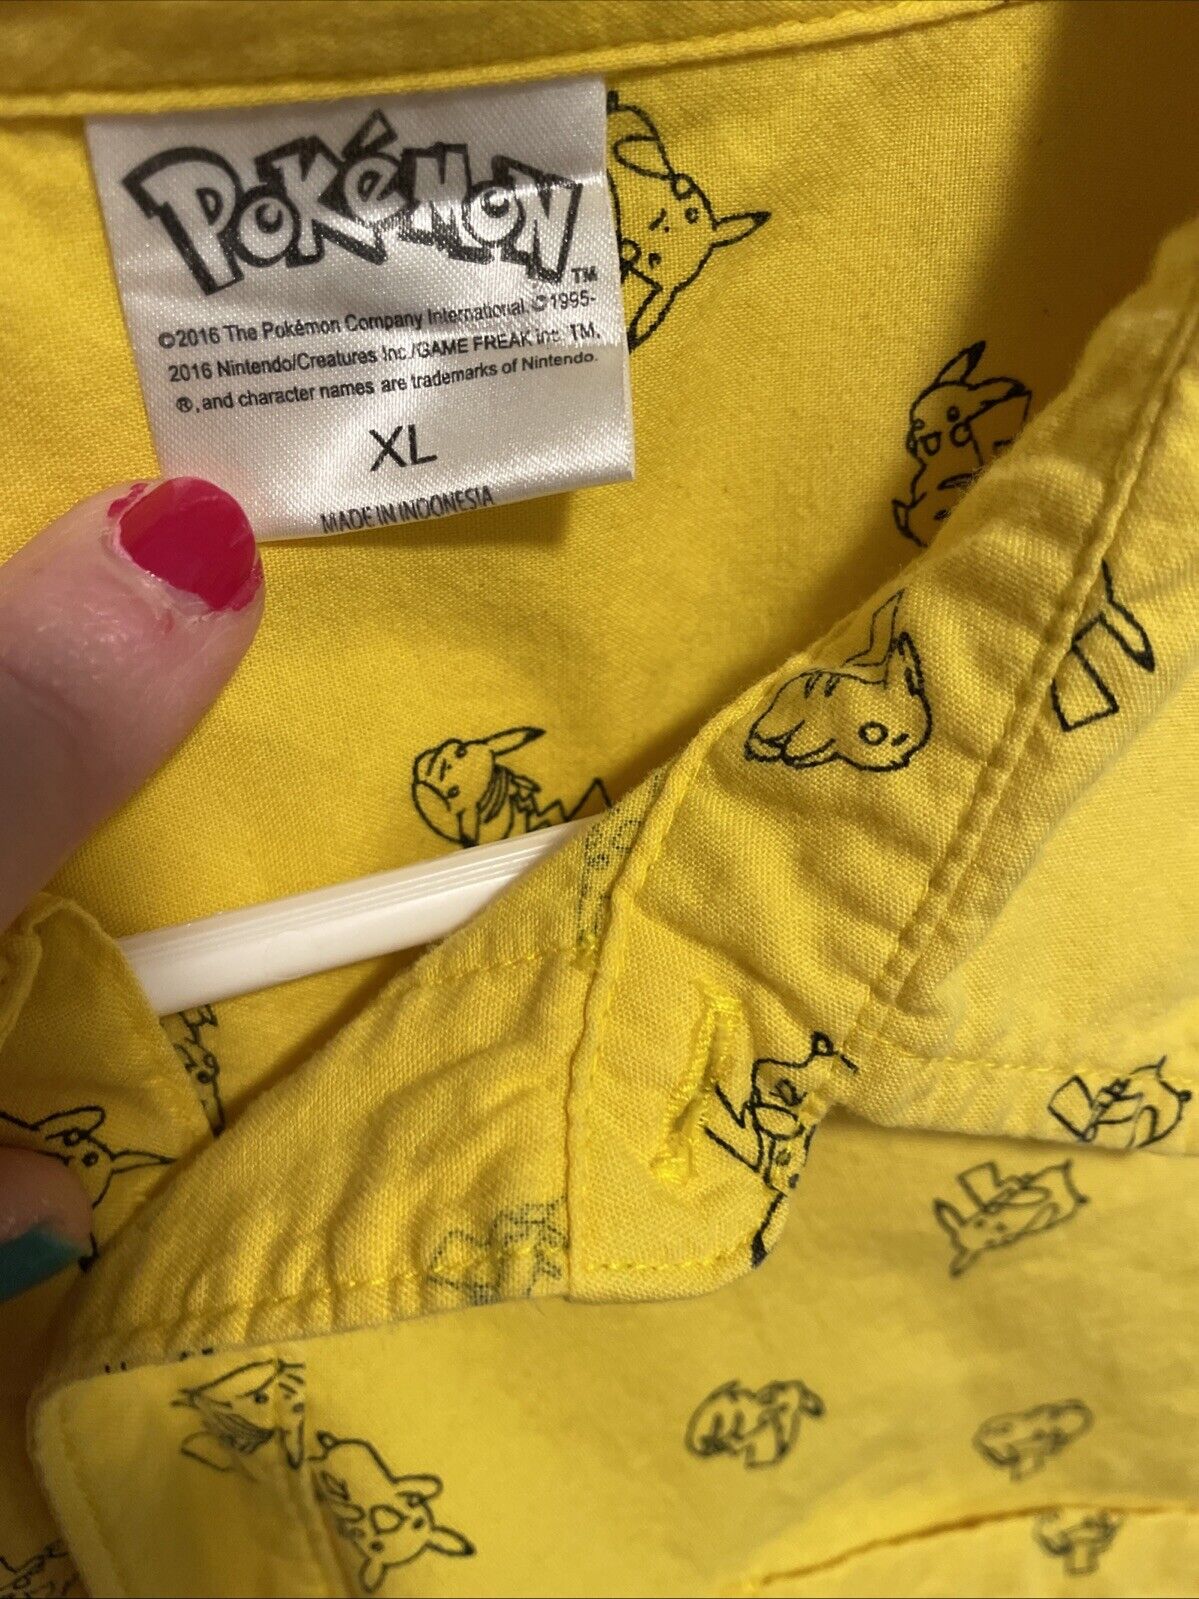 POKéMON TM
©2016 The Pokémon Company International. ©1995-
2016 Nintendo/Creatures Inc./GAME FREAK inc. TM,
®, and character names are trademarks of Nintendo.
XL
MADE IN INDONESIA